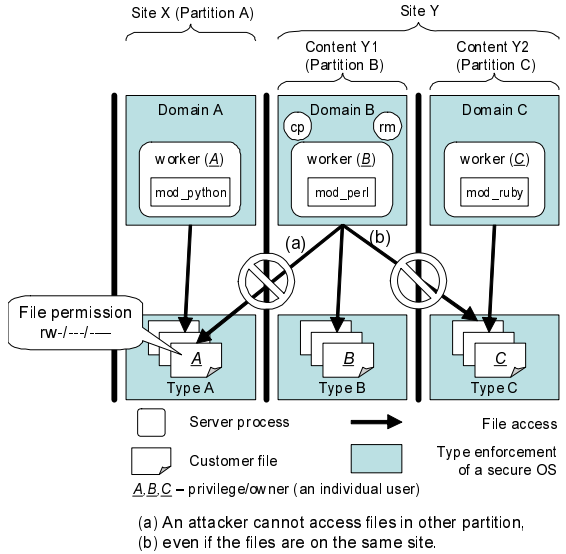 Site X (Partition A)
Site Y
Content Y1
(Partition B)
Content Y2
(Partition C)
Domain A
Domain B
Domain C
cp
rm
worker (A)
worker (B)
worker (C)
mod_python
mod_perl
mod_ruby
(a)
(b)
File permission
rw-/---/---
A
B
C
Type A
Type B
Type C
Server process
File access
Customer file
Type enforcement
of a secure OS
A,B,C – privilege/owner (an individual user)
(a) An attacker cannot access files in other partition,
(b) even if the files are on the same site.